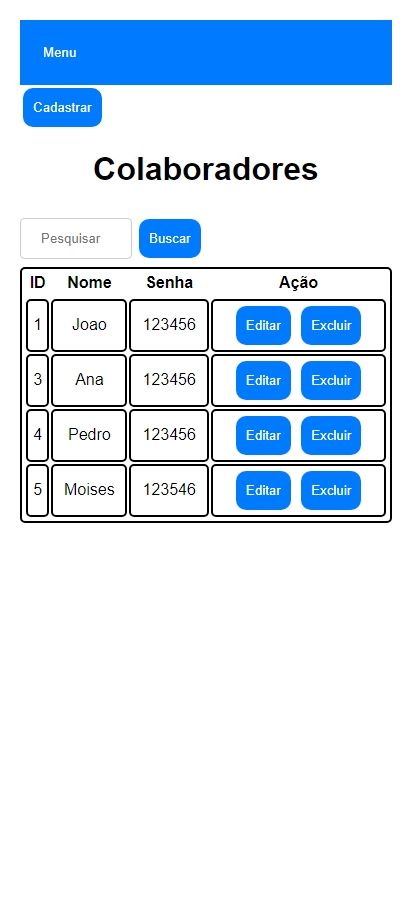 Menu
Cadastrar
Colaboradores
Pesquisar Buscar
ID Nome Senha Ação
1 Joao 123456 Editar Excluir
3 Ana 123456 Editar Excluir
4 Pedro 123456 Editar Excluir
5 Moises 123546 Editar Excluir